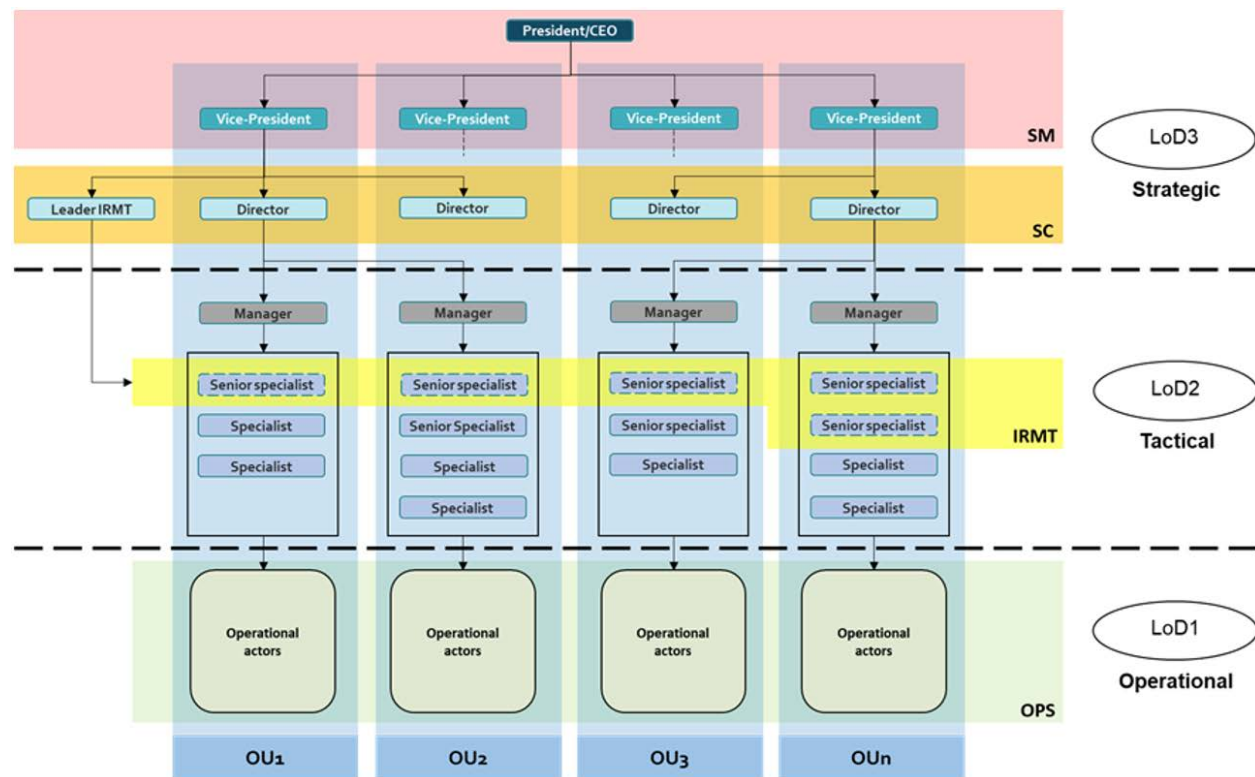 President/CEO
Vice-President
Vice-President
Vice-President
Vice-President
SM
LoD3
Strategic
Leader IRMT
Director
Director
Director
Director
SC
Manager
Manager
Manager
Manager
Senior specialist
Senior specialist
Senior specialist
Senior specialist
Specialist
Senior Specialist
Senior specialist
Senior specialist
IRMT
LoD2
Tactical
Specialist
Specialist
Specialist
Specialist
Specialist
Specialist
Operational
actors
Operational
actors
Operational
actors
Operational
actors
OPS
LoD1
Operational
OU1
OU2
OU3
OUn